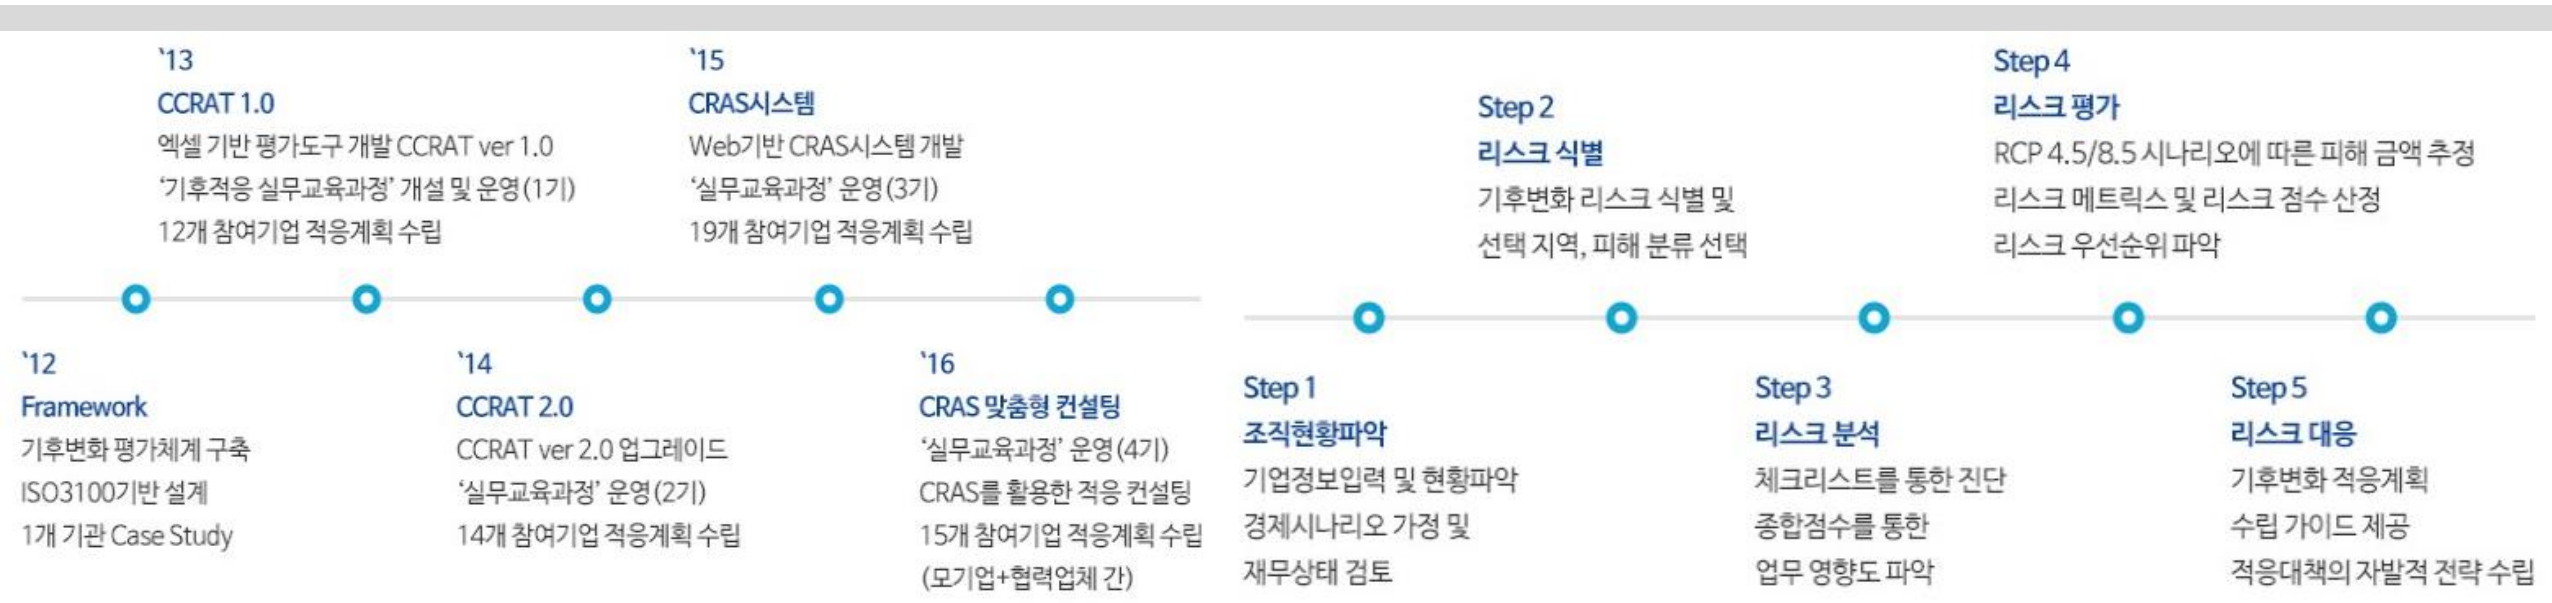 `12
Framework
기후변화 평가체계 구축
ISO3100기반 설계
1개 기관 Case Study
`13
CCRAT 1.0
엑셀 기반 평가도구 개발 CCRAT ver 1.0
‘기후적응 실무교육과정’ 개설 및 운영(1기)
12개 참여기업 적응계획 수립
`14
CCRAT 2.0
CCRAT ver 2.0 업그레이드
‘실무교육과정’ 운영(2기)
14개 참여기업 적응계획 수립
`15
CRAS시스템
Web기반 CRAS시스템 개발
‘실무교육과정’ 운영(3기)
19개 참여기업 적응계획 수립
`16
CRAS 맞춤형 컨설팅
‘실무교육과정’ 운영(4기)
CRAS를 활용한 적응 컨설팅
15개 참여기업 적응계획 수립
(모기업+협력업체 간)
Step 1
조직현황파악
기업정보입력 및 현황파악
경제시나리오 가정 및
재무상태 검토
Step 2
리스크 식별
기후변화 리스크 식별 및
선택 지역, 피해 분류 선택
Step 3
리스크 분석
체크리스트를 통한 진단
종합점수를 통한
업무 영향도 파악
Step 4
리스크 평가
RCP 4.5/8.5 시나리오에 따른 피해 금액 추정
리스크 메트릭스 및 리스크 점수 산정
리스크 우선순위 파악
Step 5
리스크 대응
기후변화 적응계획
수립 가이드 제공
적응대책의 자발적 전략 수립